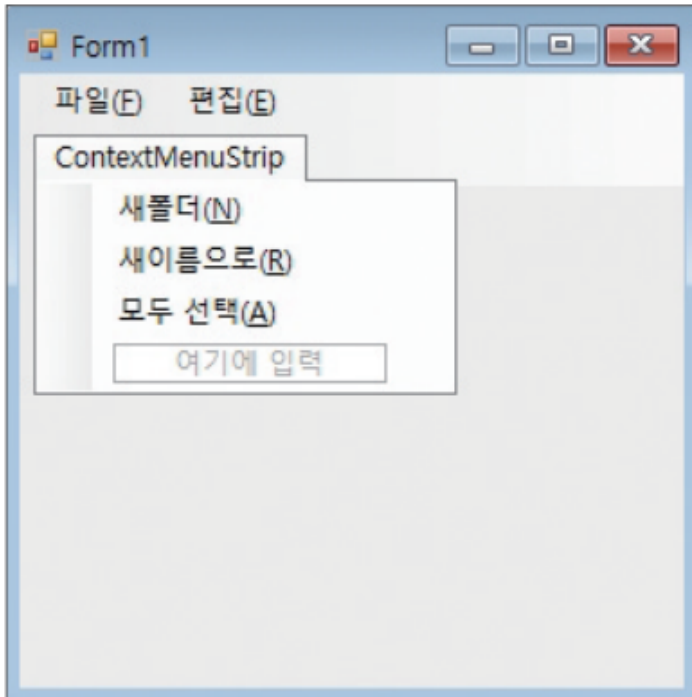 Form1
파일(F) 편집(E)
ContextMenuStrip
새폴더(N)
새이름으로(R)
모두 선택(A)
여기에 입력